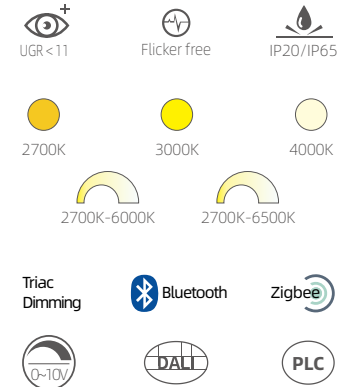 UGR<11
Flicker free
IP20/IP65
2700K
3000K
4000K
2700K-6000K
2700K-6500K
Triac
Dimming
Bluetooth
Zigbee
0~10V
DALI
PLC